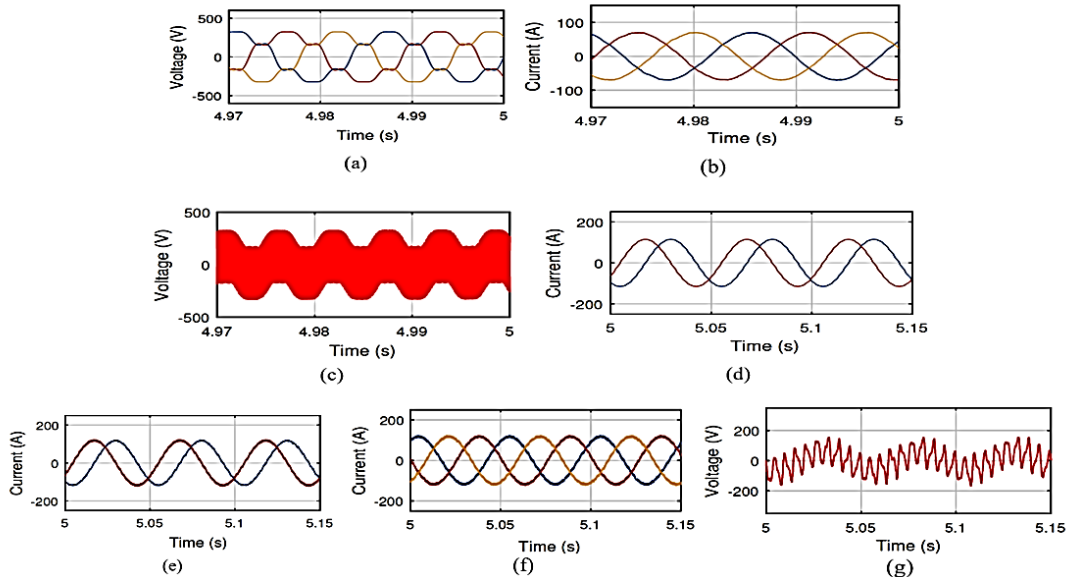 Voltage (V)
500
0
-500
4.97 4.98 4.99 5
Time (s)
(a)
Current (A)
100
0
-100
4.97 4.98 4.99 5
Time (s)
(b)
Voltage (V)
500
0
-500
4.97 4.98 4.99 5
Time (s)
(c)
Current (A)
200
0
-200
5 5.05 5.1 5.15
Time (s)
(d)
Current (A)
200
0
-200
5 5.05 5.1 5.15
Time (s)
(e)
Current (A)
200
0
-200
5 5.05 5.1 5.15
Time (s)
(f)
Voltage (V)
200
0
-200
5 5.05 5.1 5.15
Time (s)
(g)